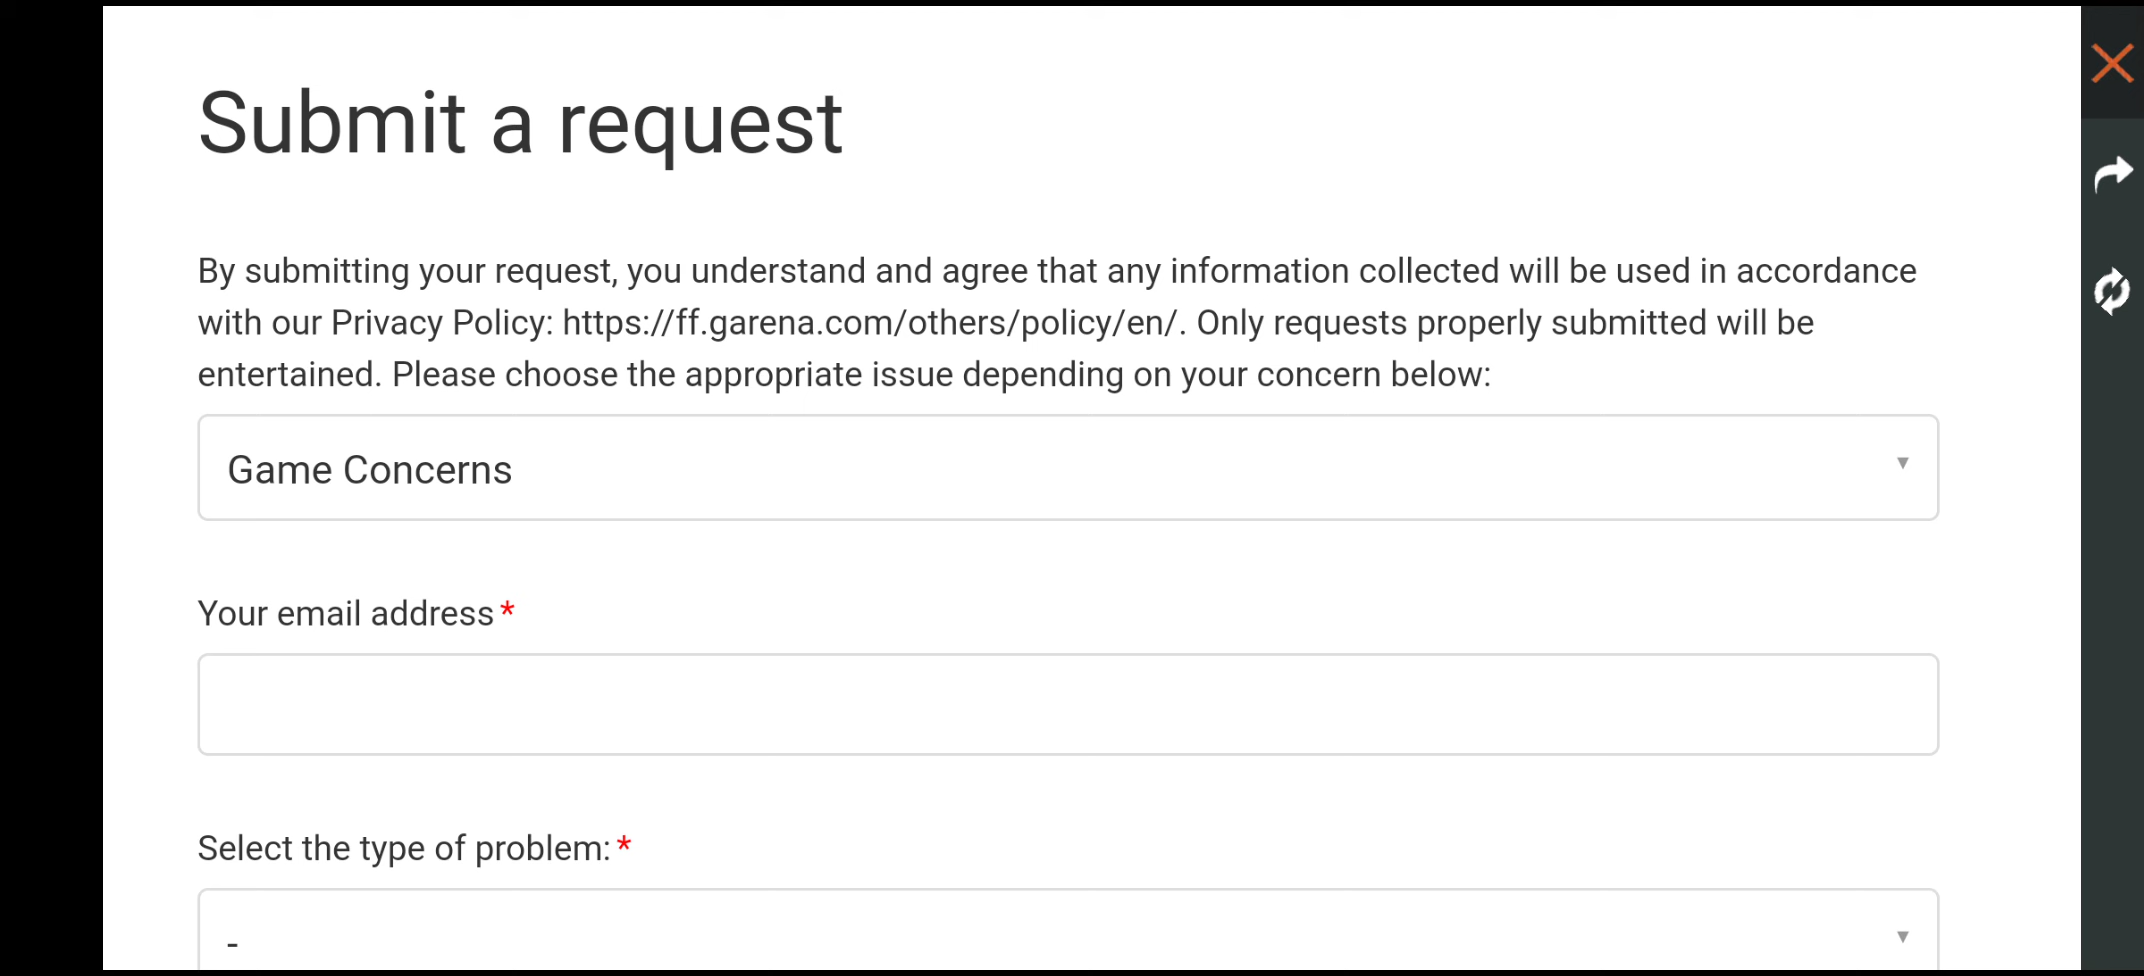 Submit a request
By submitting your request, you understand and agree that any information collected will be used in accordance
with our Privacy Policy: https://ff.garena.com/others/policy/en/. Only requests properly submitted will be
entertained. Please choose the appropriate issue depending on your concern below:
Game Concerns
Your email address*
Select the type of problem:*
-